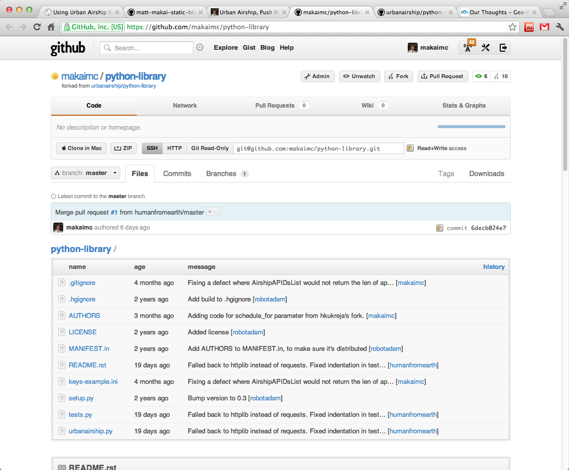 Using Urban Airship fr
matt-makai-static-bl
Urban Airship, Push N
makaimc/python-lib
urbanairship/python-
Our Thoughts – Geo-
GitHub, Inc. [US] https://github.com/makaimc/python-library
github
Search...
Explore Gist Blog Help
makaimc
makaimc / python-library
forked from urbanairship/python-library
Admin
Unwatch
Fork
Pull Request
6
16
Code
Network
Pull Requests 0
Wiki 0
Stats & Graphs
No description or homepage.
Clone in Mac
ZIP
SSH
HTTP
Git Read-Only
git@github.com:makaimc/python-library.git
Read+Write access
branch: master
Files
Commits
Branches 1
Tags
Downloads
Latest commit to the master branch
Merge pull request #1 from humanfromearth/master
makaimc authored 6 days ago
commit 6decb024e7
python-library /
name age message history
.gitignore 4 months ago Fixing a defect where AirshipAPIDsList would not return the len of ap... [makaimc]
.hgignore 2 years ago Add build to .hgignore [robotadam]
AUTHORS 3 months ago Adding code for schedule_for parameter from Nkukreja's fork. [makaimc]
LICENSE 2 years ago Added license [robotadam]
MANIFEST.in 2 years ago Add AUTHORS to MANIFEST.in, to make sure it's distributed [robotadam]
README.rst 19 days ago Failed back to httplib instead of requests. Fixed indentation in test... [humanfromearth]
keys-example.ini 4 months ago Fixing a defect where AirshipAPIDsList would not return the len of ap... [makaimc]
setup.py 2 years ago Bump version to 0.3 [robotadam]
tests.py 19 days ago Failed back to httplib instead of requests. Fixed indentation in test... [humanfromearth]
urbanairship.py 19 days ago Failed back to httplib instead of requests. Fixed indentation in test... [humanfromearth]
README.rst